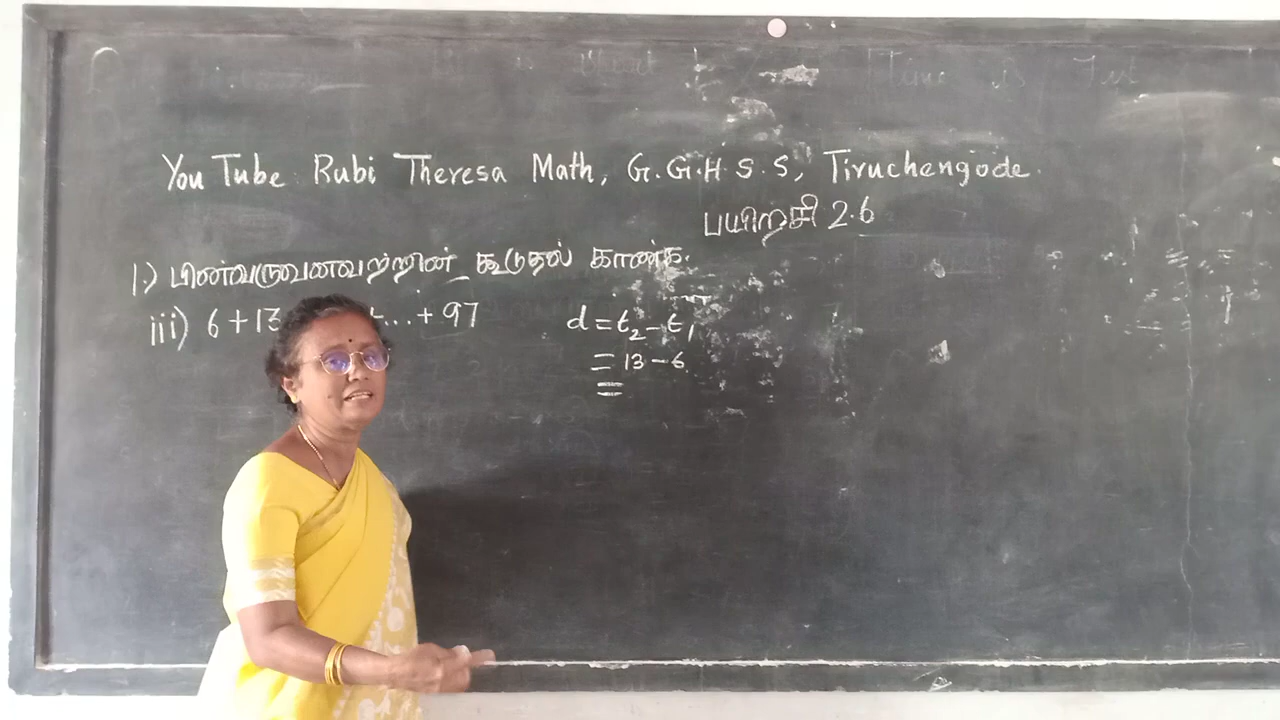 You Tube Rubi Theresa Math, G.G.H.S.S, Tiruchengode.
பயிற்சி 2.6
1.) பின்வருவனவற்றின் கூடுதல் காண்க.
iii) 6+13 ...+97
d = t₂ - t₁
= 13 - 6
=